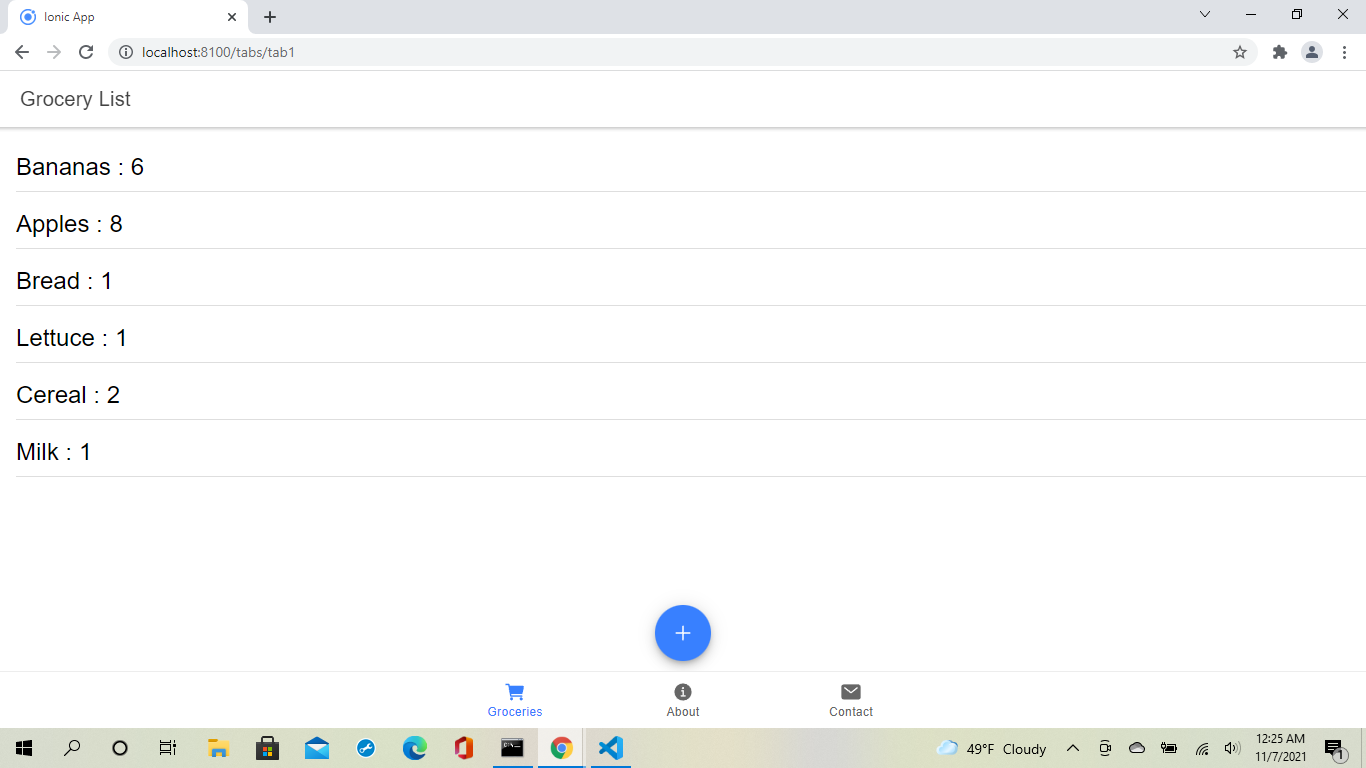 Ionic App
localhost:8100/tabs/tab1
Grocery List
Bananas : 6
Apples : 8
Bread : 1
Lettuce : 1
Cereal : 2
Milk : 1
Groceries About Contact
49°F Cloudy
12:25 AM
11/7/2021
1